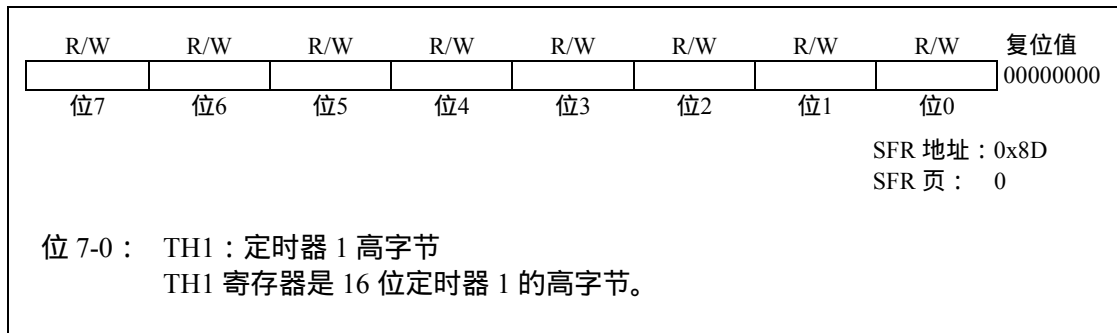 R/W R/W R/W R/W R/W R/W R/W R/W 复位值
00000000
位7 位6 位5 位4 位3 位2 位1 位0
SFR 地址：0x8D
SFR 页： 0
位 7-0： TH1：定时器 1 高字节
TH1 寄存器是 16 位定时器 1 的高字节。